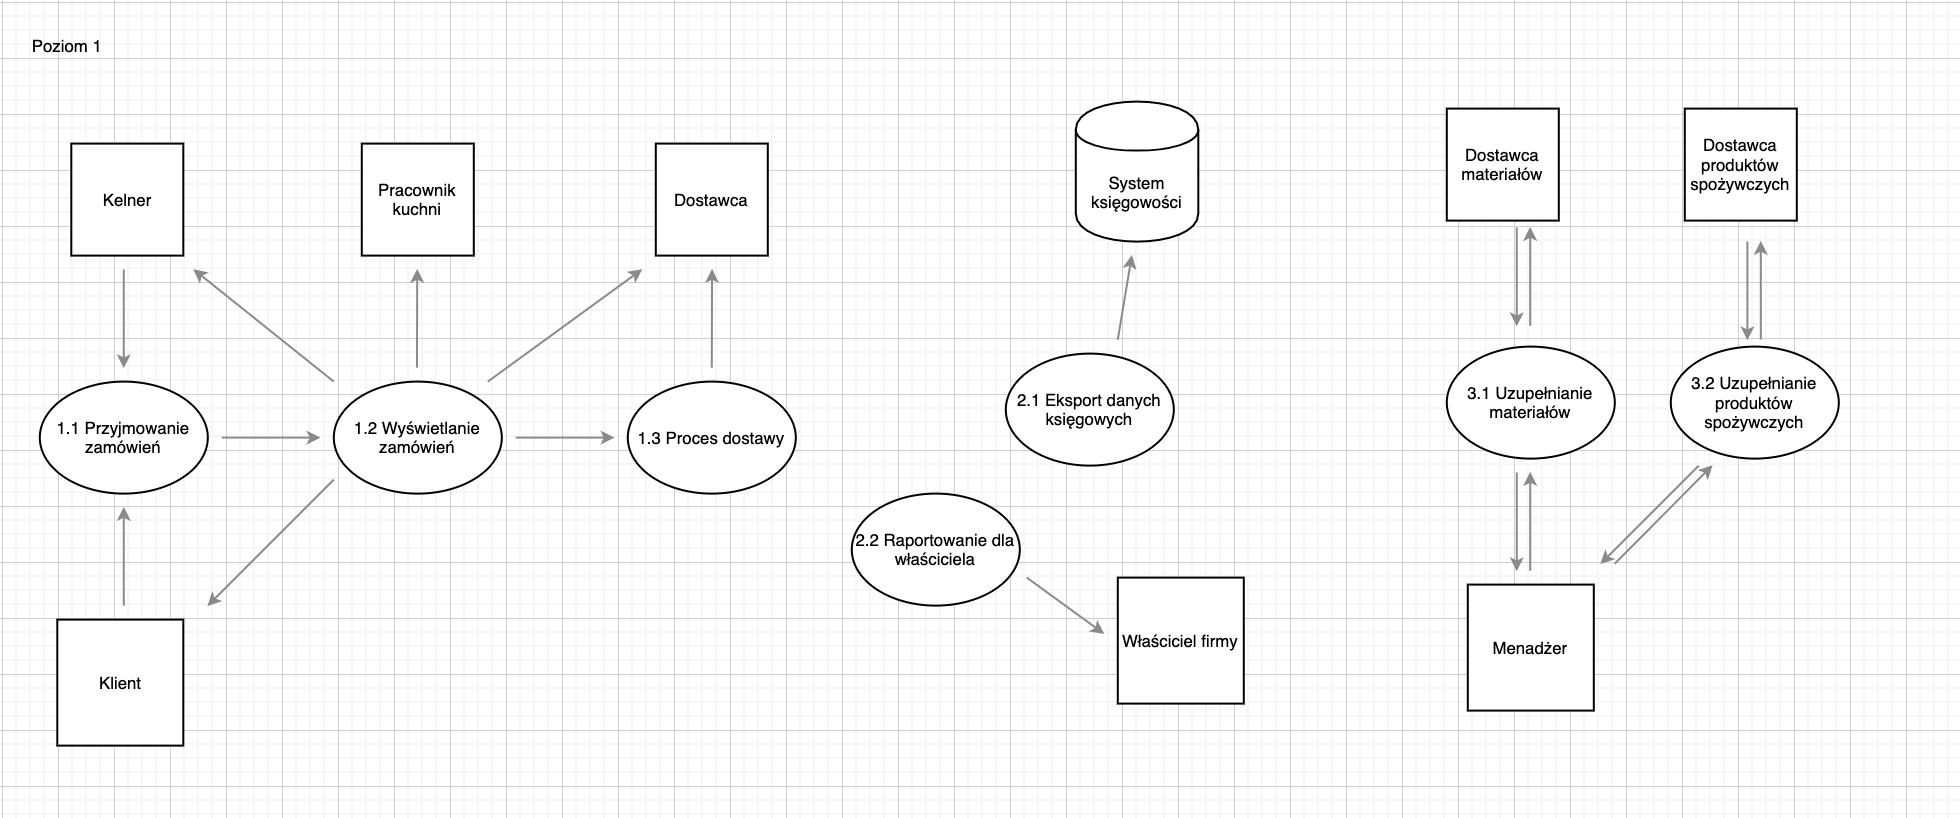 Poziom 1
Kelner
Pracownik
kuchni
Dostawca
System
księgowości
Dostawca
materiałów
Dostawca
produktów
spożywczych
1.1 Przyjmowanie
zamówień
1.2 Wyświetlanie
zamówień
1.3 Proces dostawy
2.1 Eksport danych
księgowych
3.1 Uzupełnianie
materiałów
3.2 Uzupełnianie
produktów
spożywczych
2.2 Raportowanie dla
właściciela
Klient
Właściciel firmy
Menadżer